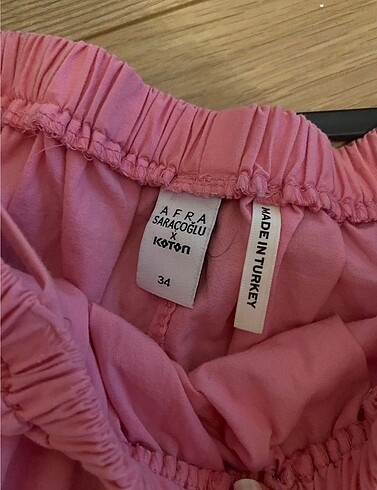 AFRA
SARAÇOĞLU
X
KOTON
34
MADE IN TURKEY